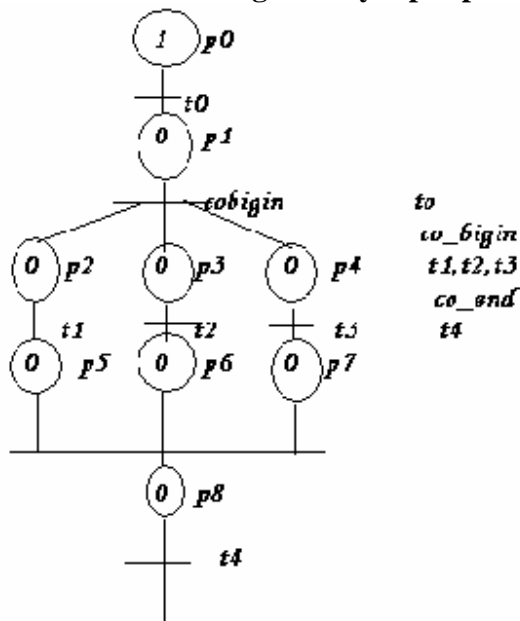 1 p0
t0
0 p1
cobigin
to
co_bigin
0 p2
0 p3
0 p4
t1,t2,t3
co_end
t1
t2
t3
t4
0 p5
0 p6
0 p7
0 p8
t4